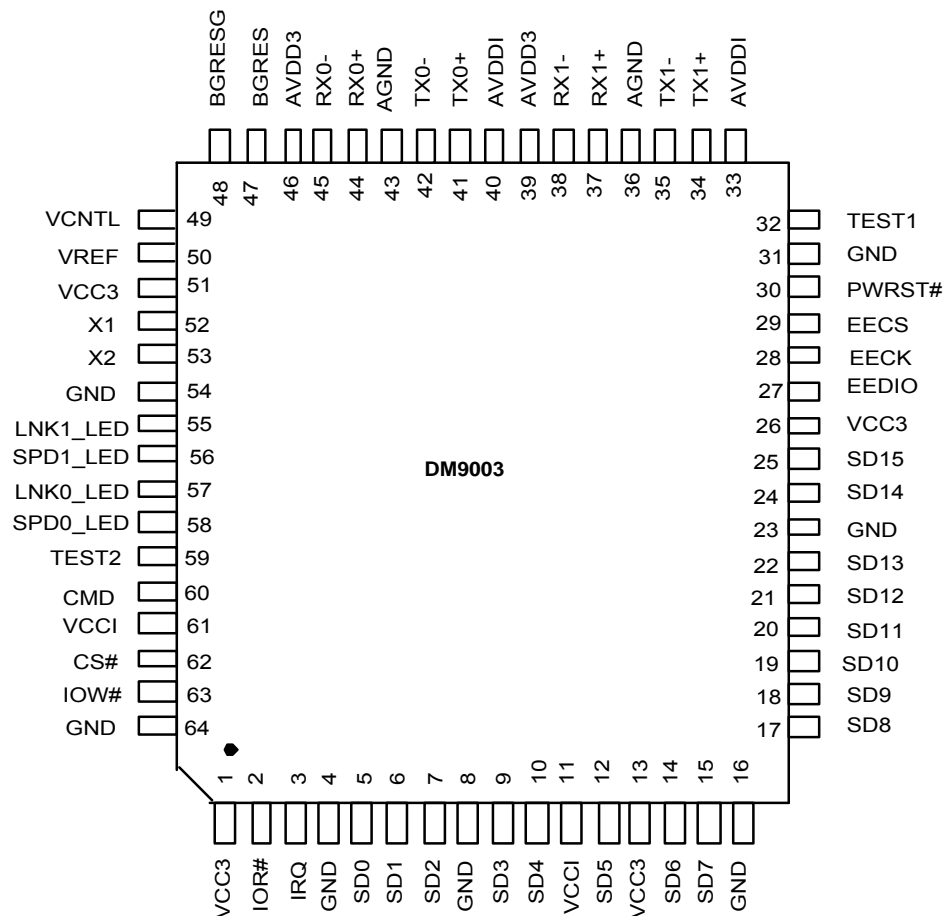 BGRESG BGRES AVDD3 RX0- RX0+ AGND TX0- TX0+ AVDDI AVDD3 RX1- RX1+ AGND TX1- TX1+ AVDDI
48 47 46 45 44 43 42 41 40 39 38 37 36 35 34 33
VCNTL 49 32 TEST1
VREF 50 31 GND
VCC3 51 30 PWRST#
X1 52 29 EECS
X2 53 28 EECK
GND 54 27 EEDIO
LNK1_LED 55 26 VCC3
SPD1_LED 56 25 SD15
DM9003
LNK0_LED 57 24 SD14
SPD0_LED 58 23 GND
TEST2 59 22 SD13
CMD 60 21 SD12
VCCI 61 20 SD11
CS# 62 19 SD10
IOW# 63 18 SD9
GND 64 17 SD8
1 2 3 4 5 6 7 8 9 10 11 12 13 14 15 16
VCC3 IOR# IRQ GND SD0 SD1 SD2 GND SD3 SD4 VCCI SD5 VCC3 SD6 SD7 GND